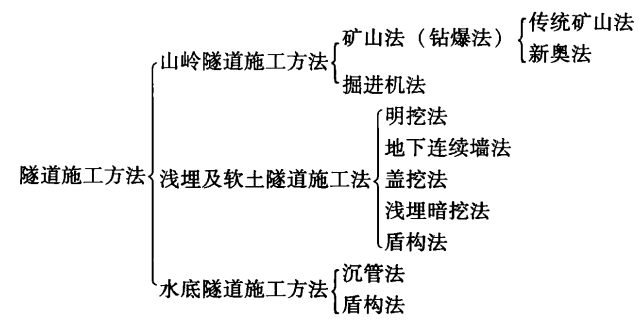 隧道施工方法
山岭隧道施工方法
矿山法（钻爆法）
传统矿山法
新奥法
掘进机法
浅埋及软土隧道施工法
明挖法
地下连续墙法
盖挖法
浅埋暗挖法
盾构法
水底隧道施工方法
沉管法
盾构法